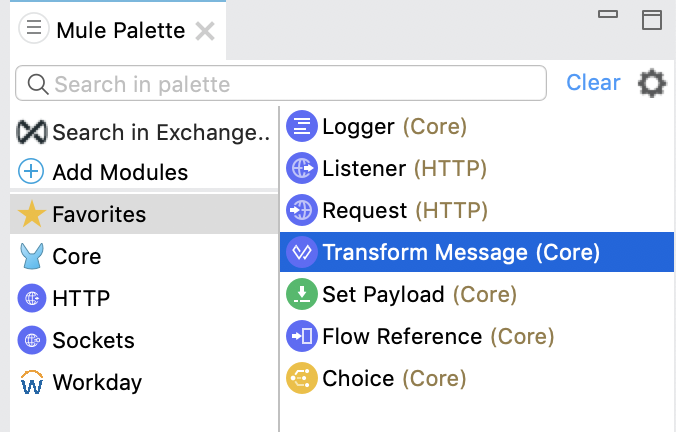 Mule Palette
Search in palette
Clear
Search in Exchange..
Add Modules
Favorites
Core
HTTP
Sockets
Workday
Logger (Core)
Listener (HTTP)
Request (HTTP)
Transform Message (Core)
Set Payload (Core)
Flow Reference (Core)
Choice (Core)